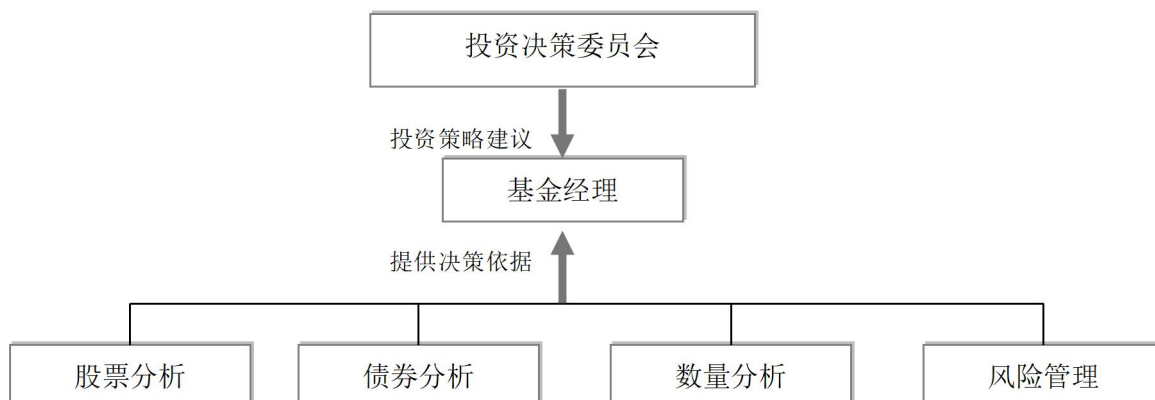 投资决策委员会
投资策略建议
基金经理
提供决策依据
股票分析
债券分析
数量分析
风险管理